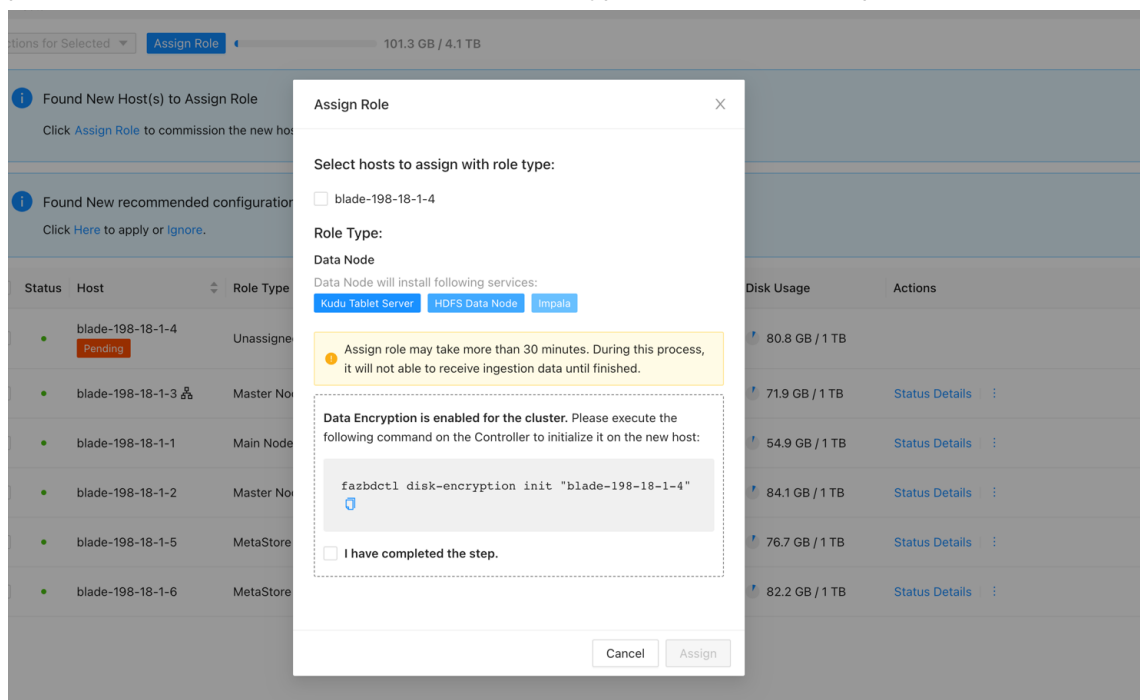 ctions for Selected Assign Role 101.3 GB / 4.1 TB
Found New Host(s) to Assign Role
Click Assign Role to commission the new hos
Found New recommended configuration
Click Here to apply or Ignore.
Status Host Role Type Disk Usage Actions
blade-198-18-1-4 Unassigne 80.8 GB / 1 TB
Pending
blade-198-18-1-3 Master No 71.9 GB / 1 TB Status Details
blade-198-18-1-1 Main Node 54.9 GB / 1 TB Status Details
blade-198-18-1-2 Master No 84.1 GB / 1 TB Status Details
blade-198-18-1-5 MetaStore 76.7 GB / 1 TB Status Details
blade-198-18-1-6 MetaStore 82.2 GB / 1 TB Status Details
Assign Role
Select hosts to assign with role type:
blade-198-18-1-4
Role Type:
Data Node
Data Node will install following services:
Kudu Tablet Server HDFS Data Node Impala
Assign role may take more than 30 minutes. During this process,
it will not able to receive ingestion data until finished.
Data Encryption is enabled for the cluster. Please execute the
following command on the Controller to initialize it on the new host:
fazbdctl disk-encryption init "blade-198-18-1-4"
I have completed the step.
Cancel Assign